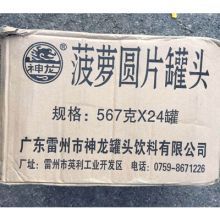 神龙
菠萝圆片罐头
规格：567克X24罐
广东雷州市神龙罐头饮料有限公司
厂址：雷州市英利工业开发区 电话：0759-8671226